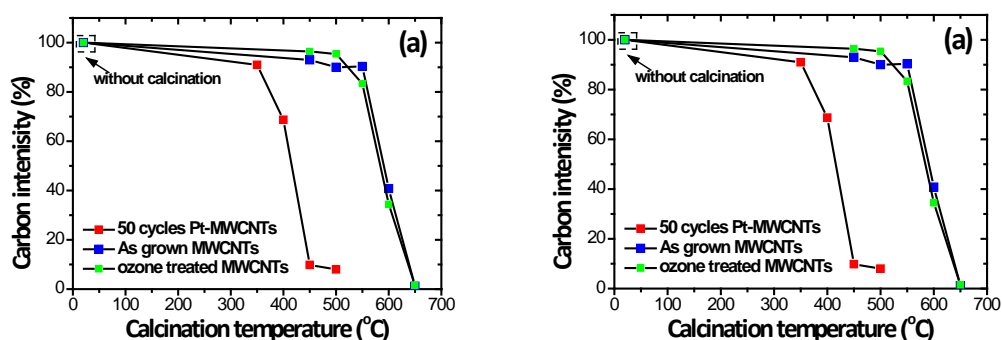 (a)
100
80
60
40
20
0
without calcination
50 cycles Pt-MWCNTs
As grown MWCNTs
ozone treated MWCNTs
0 100 200 300 400 500 600 700
Carbon intenisity (%)
Calcination temperature (°C)
(a)
100
80
60
40
20
0
without calcination
50 cycles Pt-MWCNTs
As grown MWCNTs
ozone treated MWCNTs
0 100 200 300 400 500 600 700
Carbon intenisity (%)
Calcination temperature (°C)